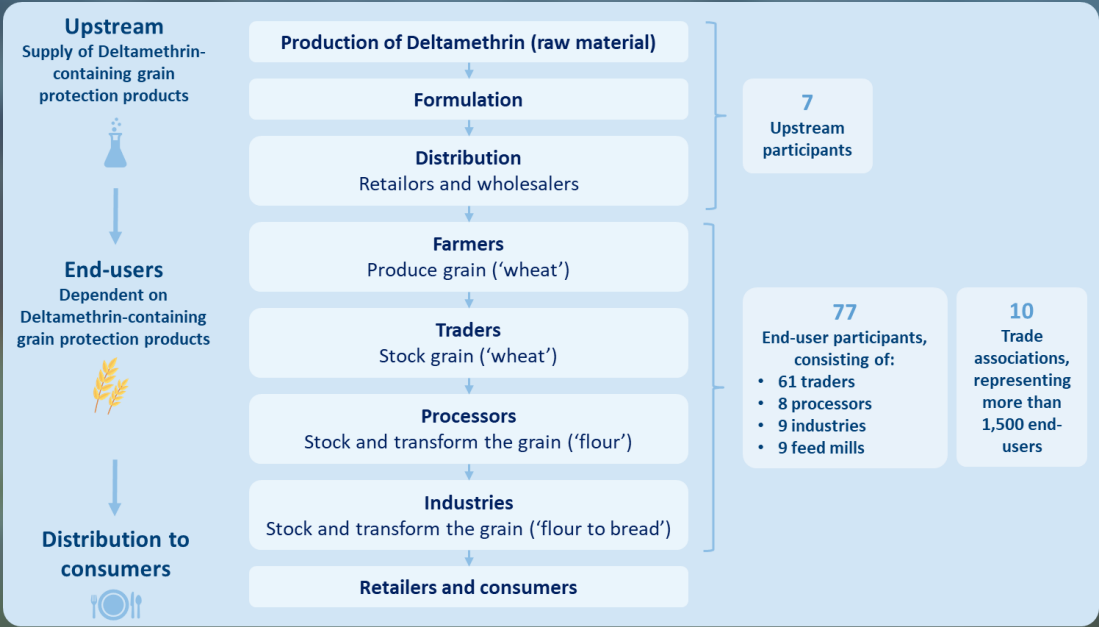 Upstream
Supply of Deltamethrin-
containing grain
protection products
End-users
Dependent on
Deltamethrin-containing
grain protection products
Distribution to
consumers
Production of Deltamethrin (raw material)
Formulation
Distribution
Retailors and wholesalers
Farmers
Produce grain (‘wheat’)
Traders
Stock grain (‘wheat’)
Processors
Stock and transform the grain (‘flour’)
Industries
Stock and transform the grain (‘flour to bread’)
Retailers and consumers
7
Upstream
participants
77
End-user participants,
consisting of:
• 61 traders
• 8 processors
• 9 industries
• 9 feed mills
10
Trade
associations,
representing
more than
1,500 end-
users